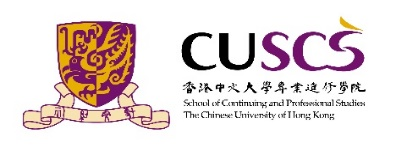 CUSCS
香港中文大學專業進修學院
School of Continuing and Professional Studies
The Chinese University of Hong Kong